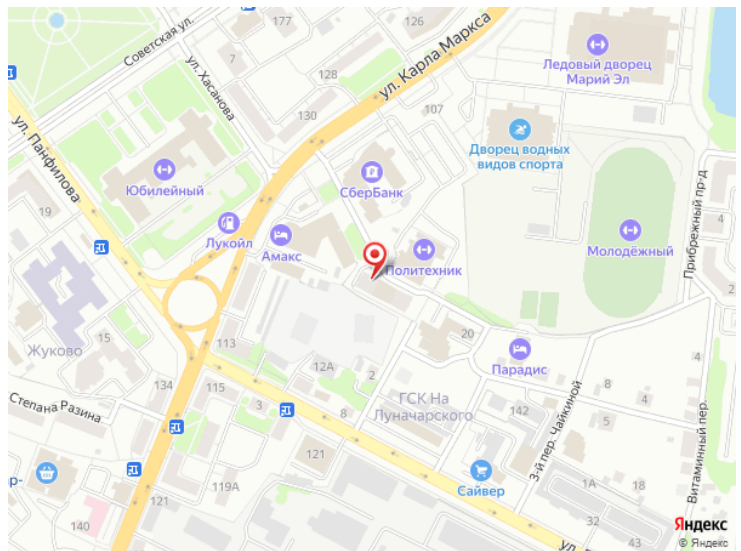 177
126
Советская ул.
ул. Карла Маркса
Ледовый дворец
Марий Эл
128
ул. Хасанова
130
107
ул. Панфилова
Дворец водных
видов спорта
Юбилейный
СберБанк
19
Лукойл
Амакс
Политехник
Молодёжный
Прибрежный пр-д
2
15
Жуково
113
20
12А
Парадис
134
115
2
ГСК На
Луначарского
8
4
Степана Разина
3
8
142
5
3-й пер. Чайкиной
Витаминный пер.
121
Сайвер
1А
18
119А
р-
121
140
32
16
43
ул.
Яндекс
© Яндекс